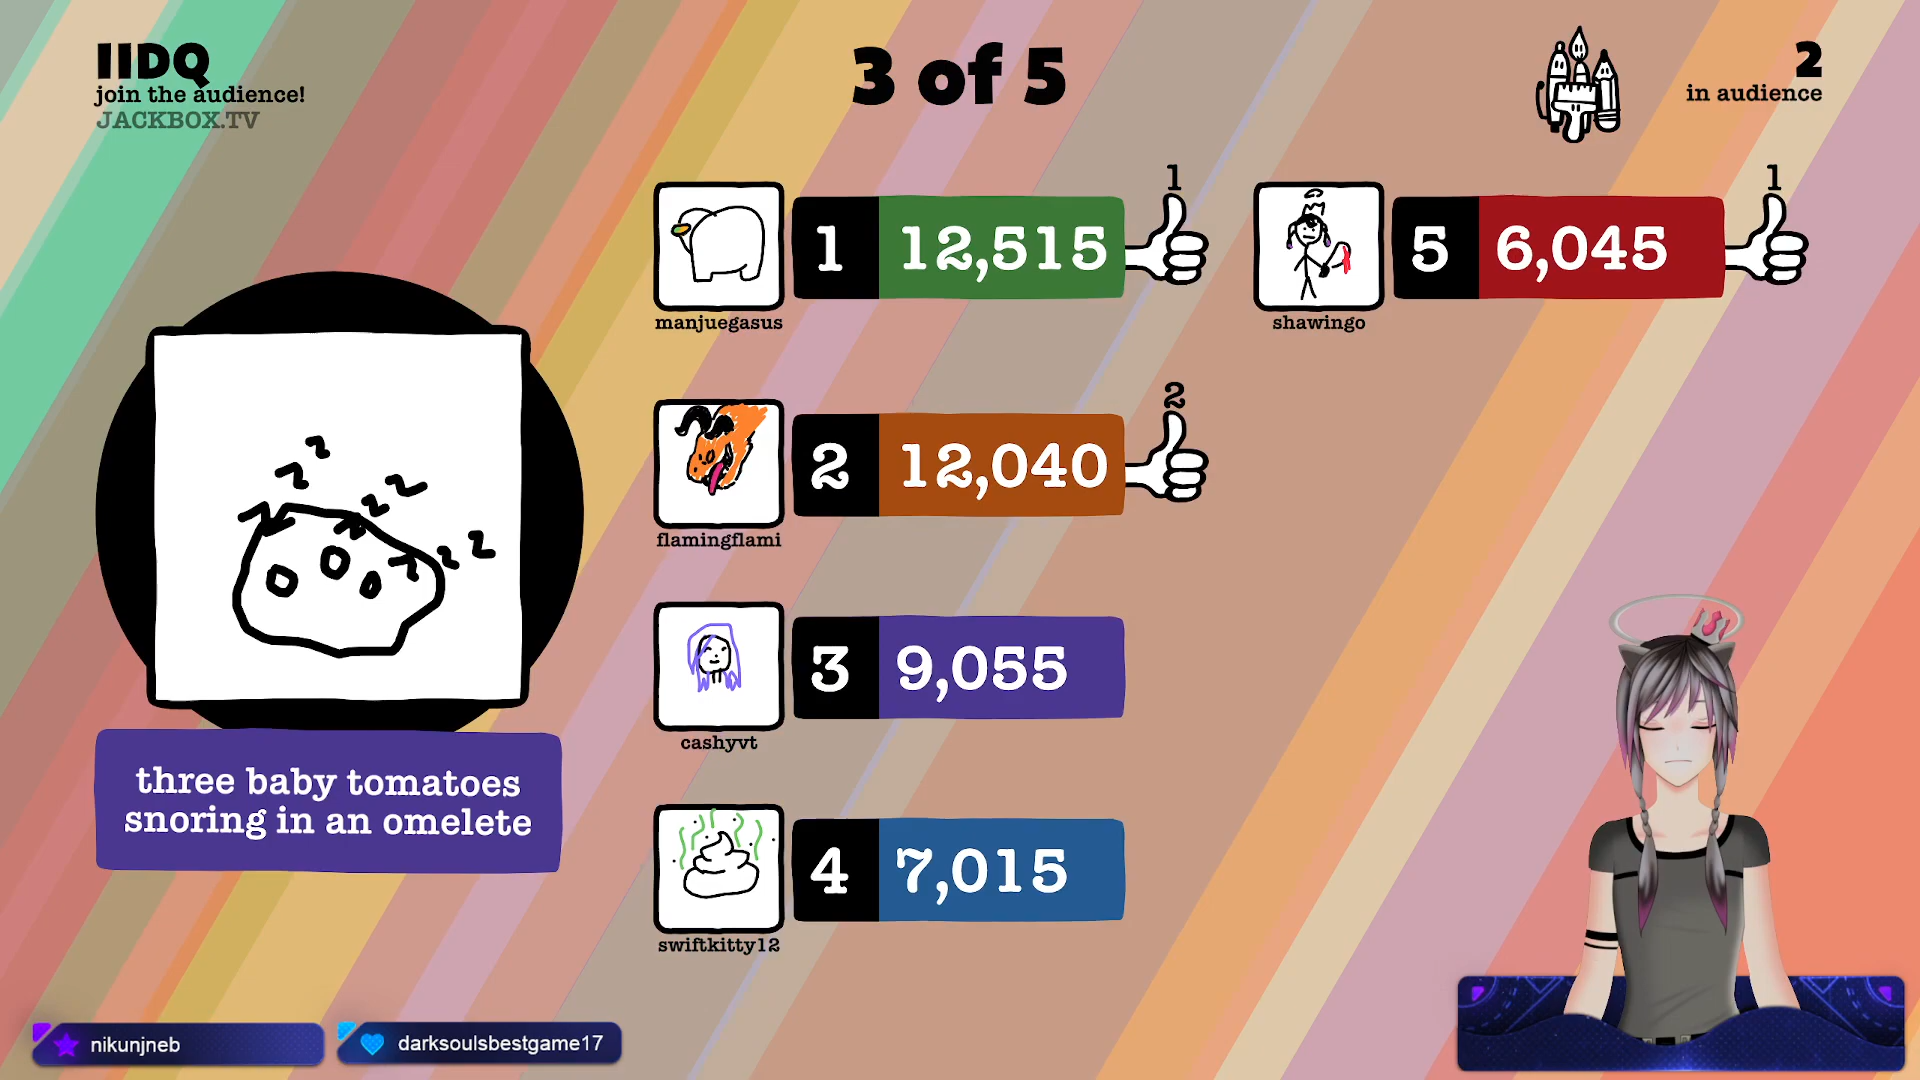 IIDQ
join the audience!
JACKBOX.TV
3 of 5
2
in audience
1
1 12,515
manjuegasus
1
5 6,045
shawingo
2
2 12,040
flamingflami
3 9,055
cashyvt
4 7,015
swiftkitty12
z z
z z z
z z z
three baby tomatoes
snoring in an omelete
nikunjneb
darksoulsbestgame17